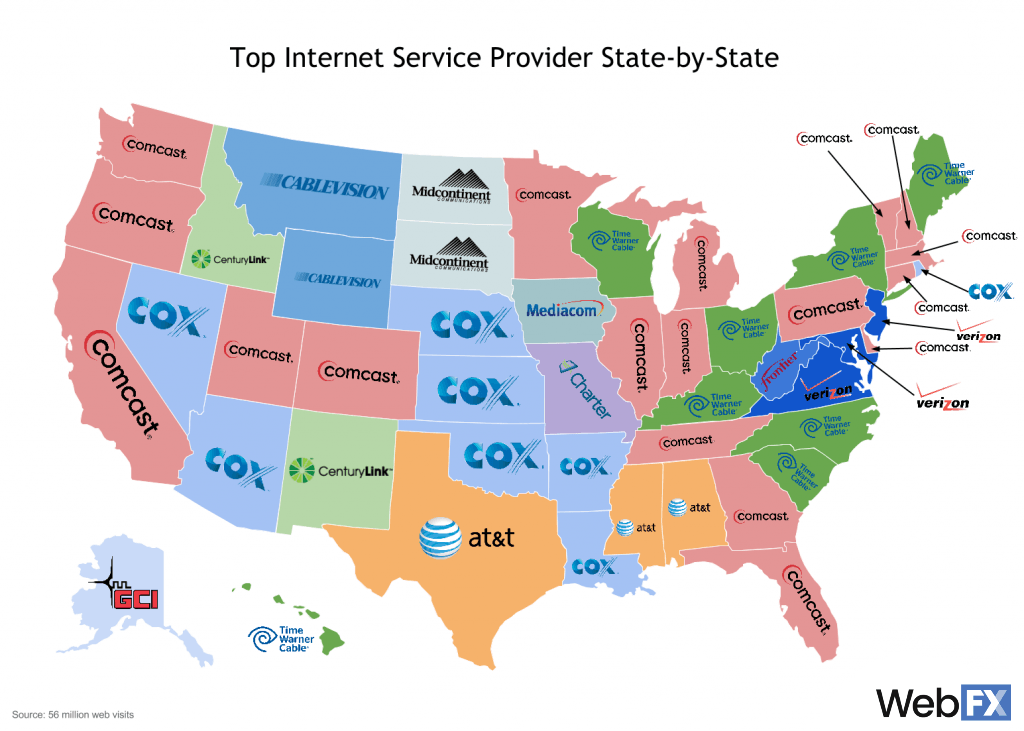 Top Internet Service Provider State-by-State
comcast.
comcast.
comcast.
CABLEVISION
Midcontinent
COMMUNICATIONS
comcast.
Time
Warner
Cable
comcast.
CenturyLink
CABLEVISION
Midcontinent
COMMUNICATIONS
Time
Warner
Cable
comcast.
Time
Warner
Cable
comcast.
COX
comcast.
COX
COX
Mediacom
comcast.
comcast.
Time
Warner
Cable
comcast.
verizon
comcast.
comcast.
comcast.
comcast.
COX
Charter
Time
Warner
Cable
frontier
verizon
verizon
COX
CenturyLink
COX
COX
comcast.
Time
Warner
Cable
Time
Warner
Cable
at&t
at&t
at&t
comcast.
COX
comcast.
GCI
Time
Warner
Cable
Source: 56 million web visits
WebFX